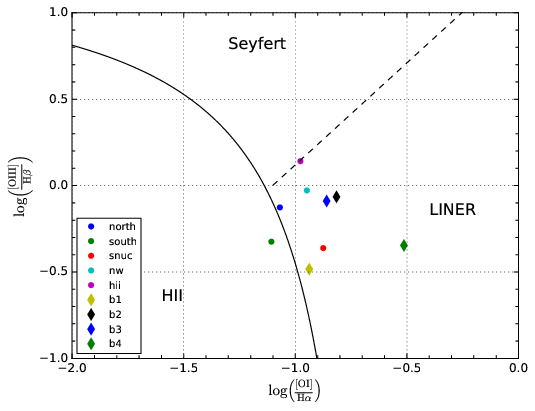 1.0
0.5
0.0
−0.5
−1.0
−2.0 −1.5 −1.0 −0.5 0.0
log([OIII]/Hβ)
log([OI]/Hα)
Seyfert
LINER
HII
north
south
snuc
nw
hii
b1
b2
b3
b4